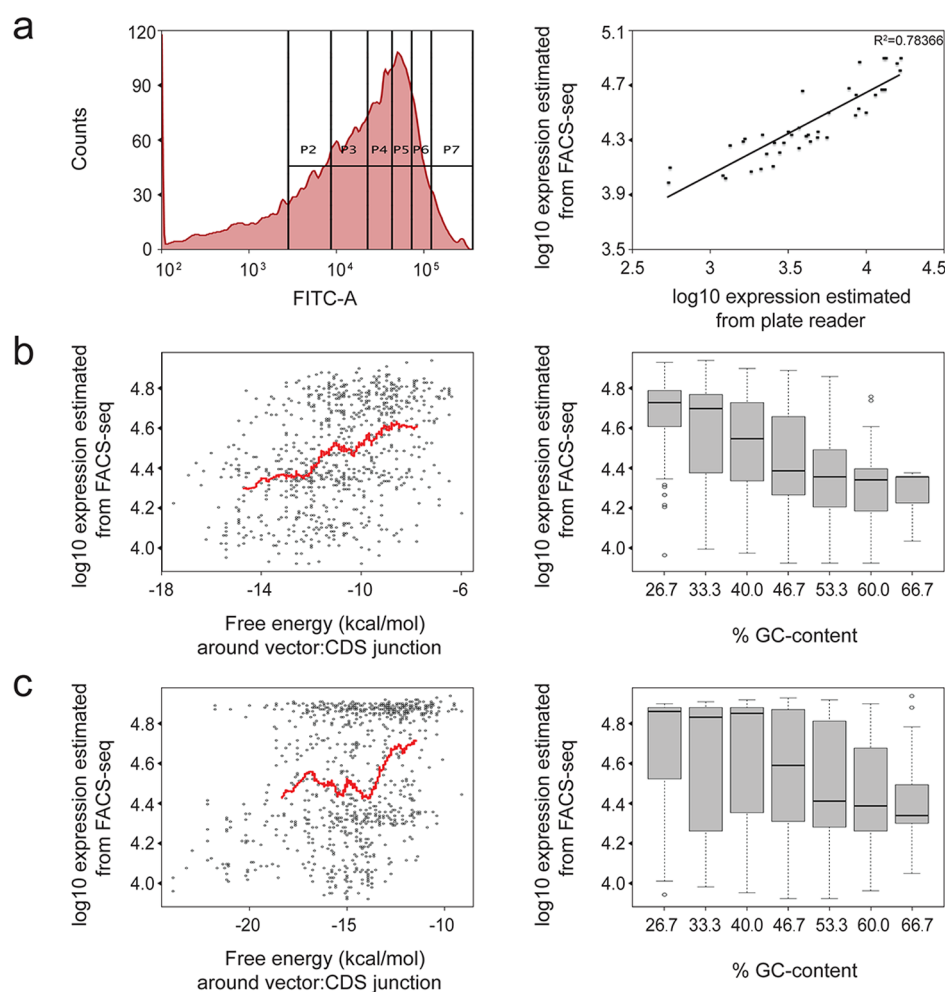 a
120
90
60
30
0
Counts
P2 P3 P4 P5 P6 P7
10² 10³ 10⁴ 10⁵
FITC-A
5.1
4.7
4.3
3.9
3.5
log10 expression estimated
from FACS-seq
R²=0.78366
2.5 3 3.5 4 4.5
log10 expression estimated
from plate reader
b
log10 expression estimated
from FACS-seq
4.8
4.6
4.4
4.2
4.0
-18 -14 -10 -6
Free energy (kcal/mol)
around vector:CDS junction
log10 expression estimated
from FACS-seq
4.8
4.6
4.4
4.2
4.0
26.7 33.3 40.0 46.7 53.3 60.0 66.7
% GC-content
c
log10 expression estimated
from FACS-seq
4.8
4.4
4.2
4.0
-20 -15 -10
Free energy (kcal/mol)
around vector:CDS junction
log10 expression estimated
from FACS-seq
4.8
4.4
4.2
4.0
26.7 33.3 40.0 46.7 53.3 60.0 66.7
% GC-content